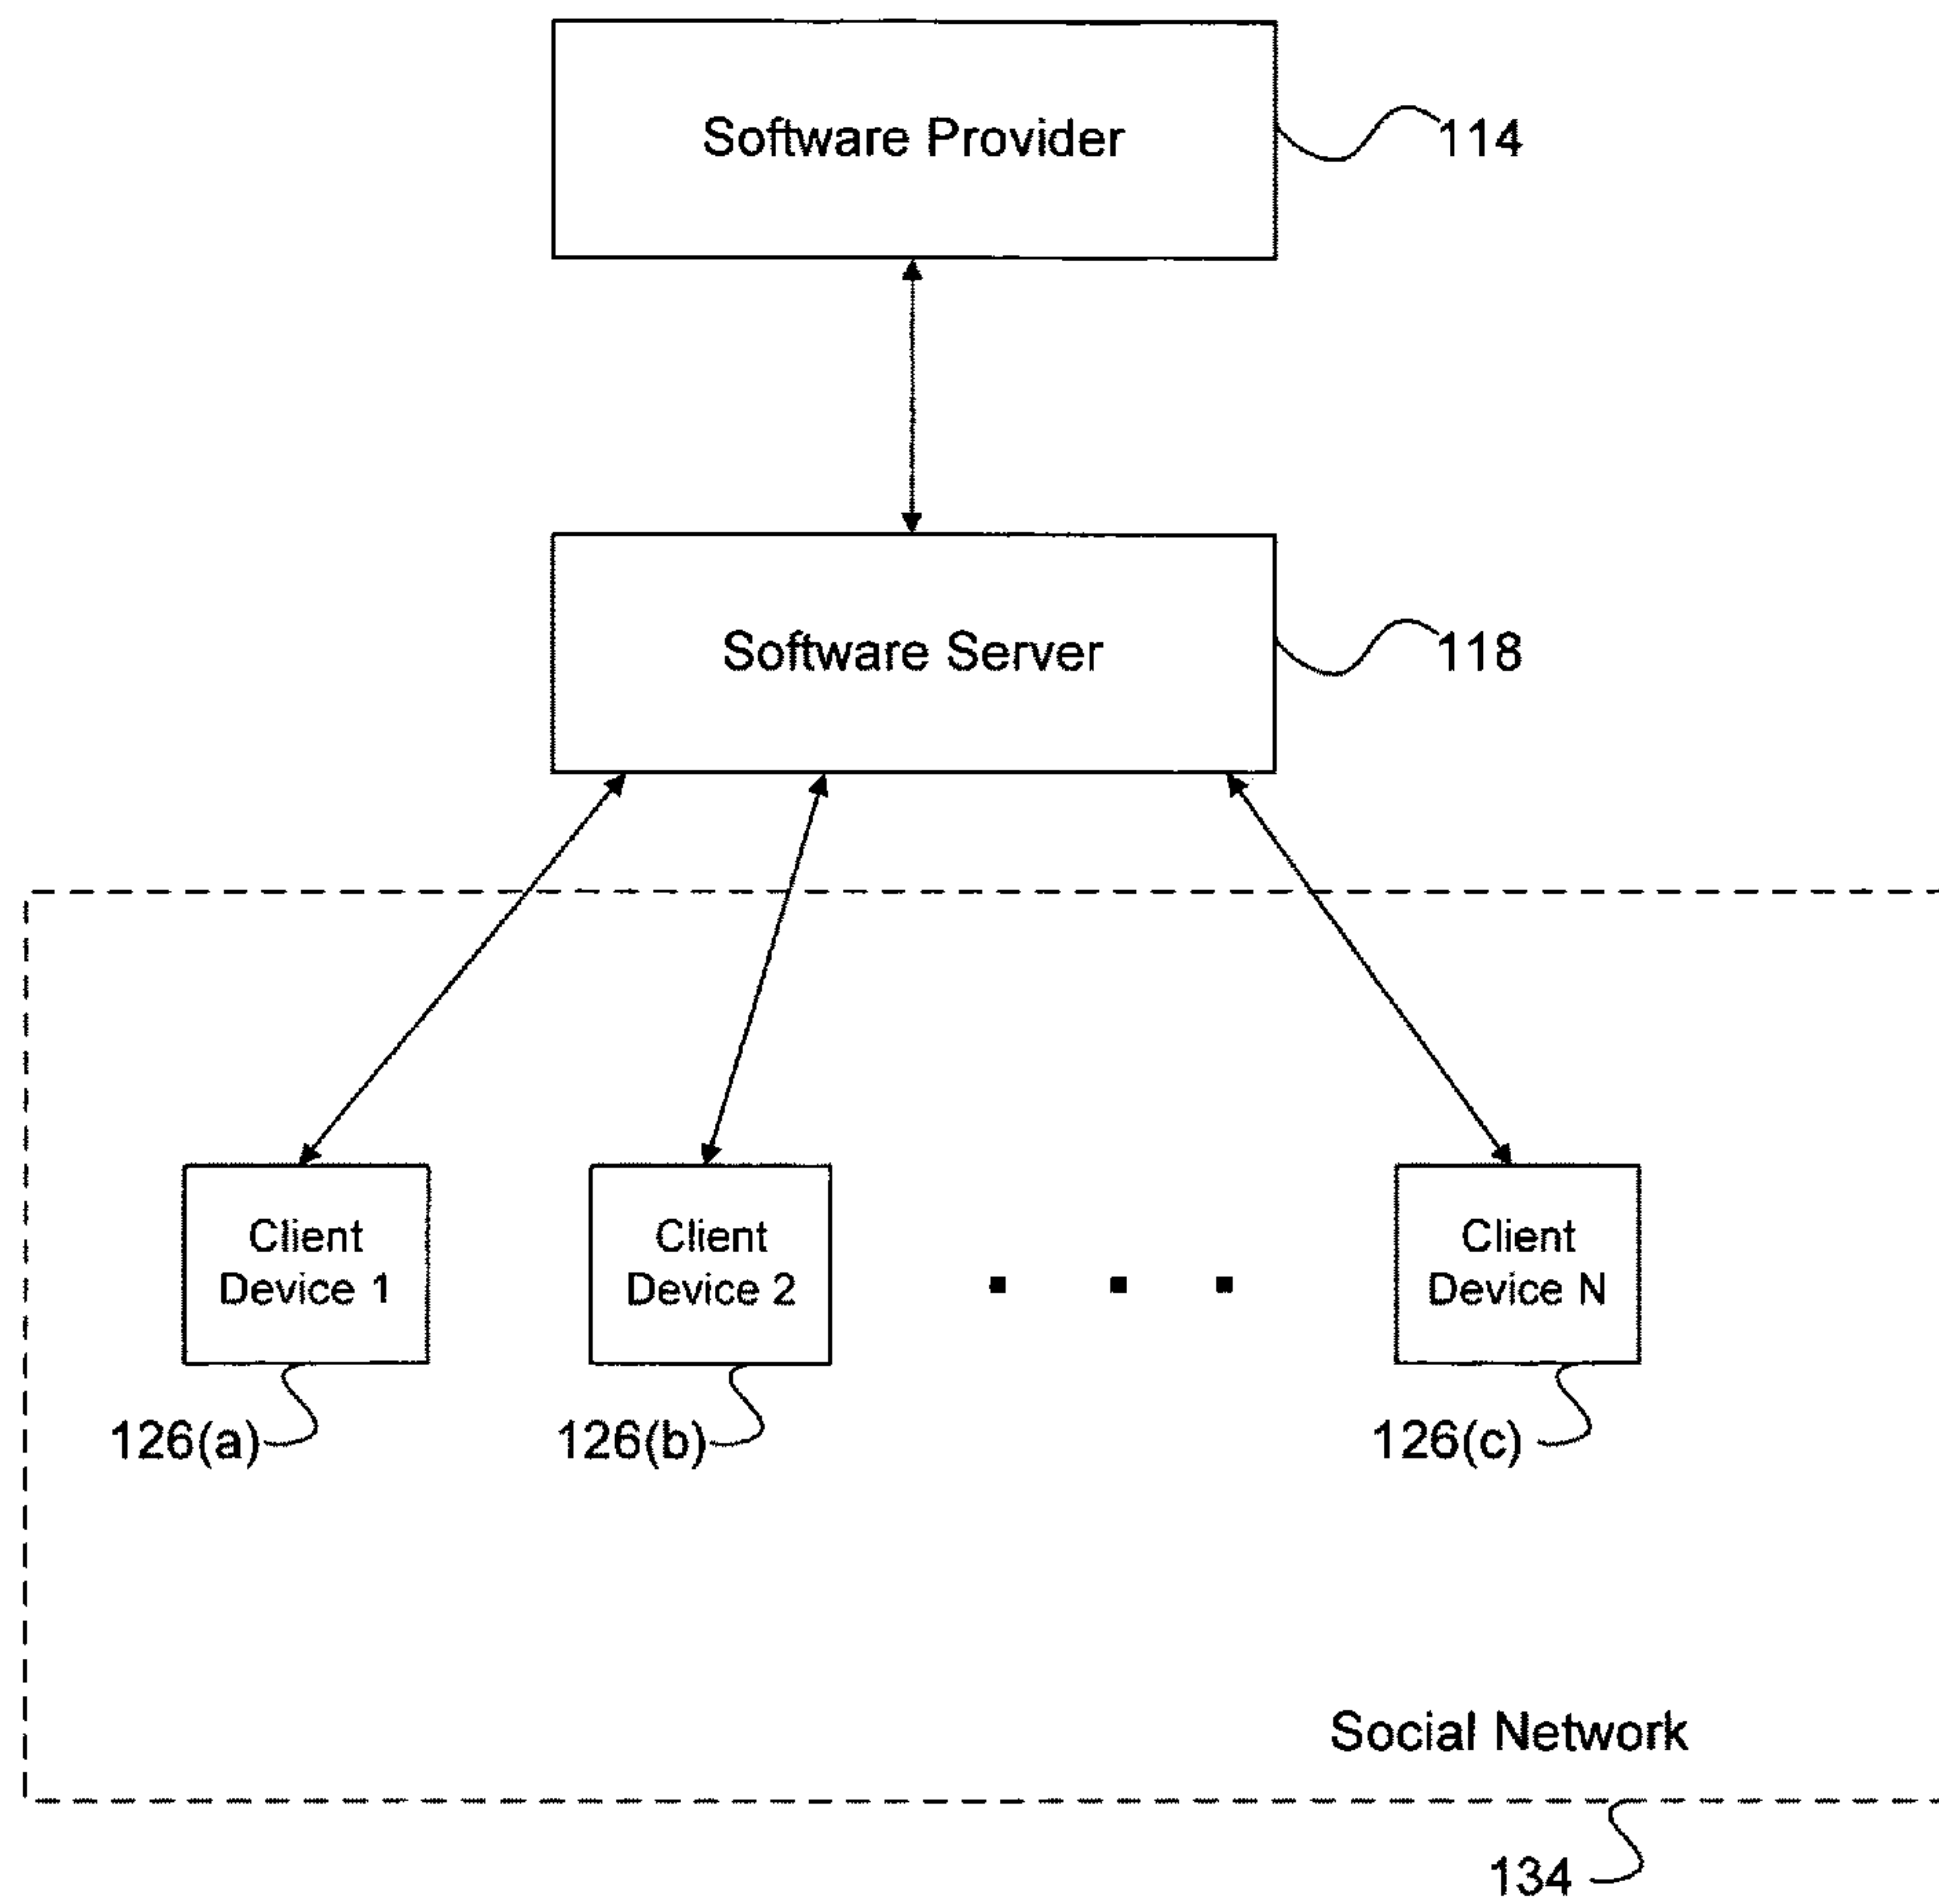 Software Provider
114
Software Server
118
Client
Device 1
Client
Device 2
Client
Device N
126(a)
126(b)
126(c)
Social Network
134